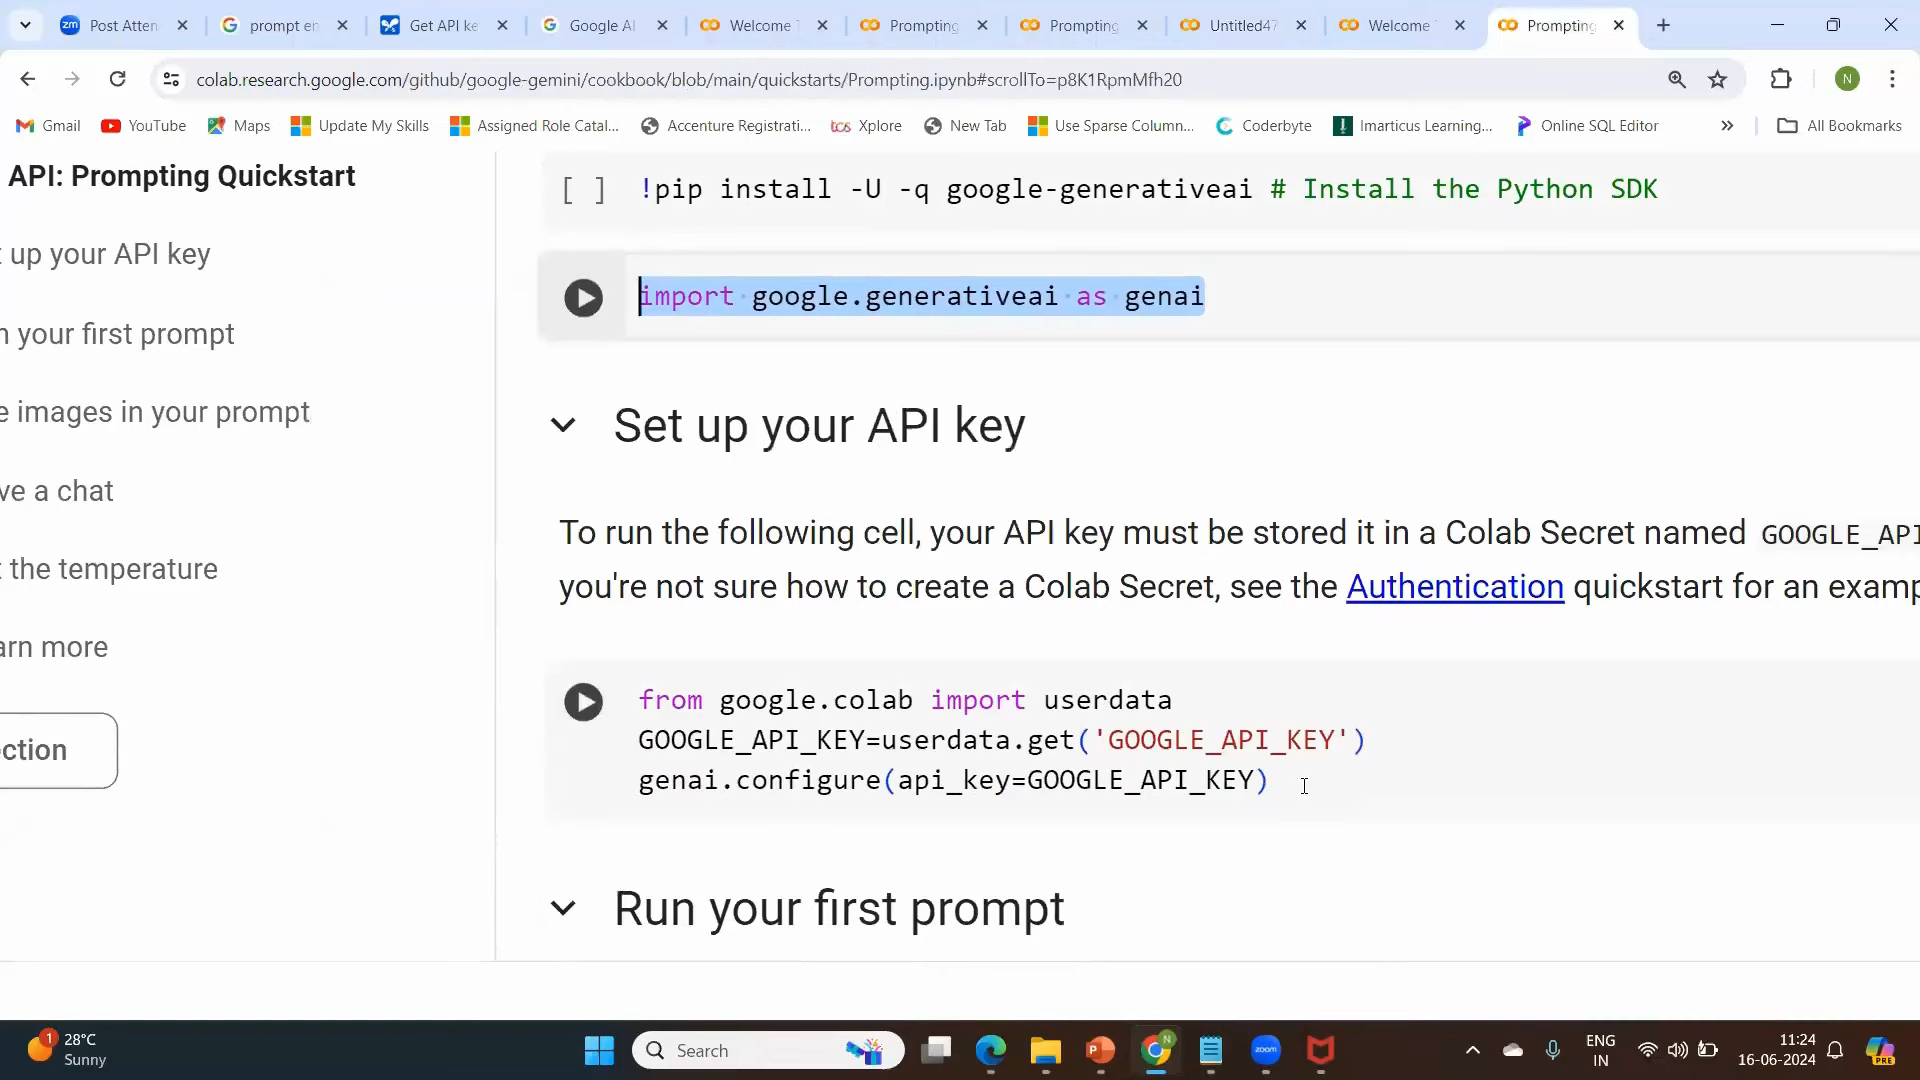 Post Atten
prompt en
Get API ke
Google AI
Welcome T
Prompting
Prompting
Untitled47
Welcome T
Prompting
colab.research.google.com/github/google-gemini/cookbook/blob/main/quickstarts/Prompting.ipynb#scrollTo=p8K1RpmMfh20
N
Gmail
YouTube
Maps
Update My Skills
Assigned Role Catal...
Accenture Registrati...
tcs Xplore
New Tab
Use Sparse Column...
Coderbyte
Imarticus Learning...
Online SQL Editor
All Bookmarks
API: Prompting Quickstart
t up your API key
n your first prompt
e images in your prompt
ve a chat
t the temperature
arn more
ction
[ ] !pip install -U -q google-generativeai # Install the Python SDK
import google.generativeai as genai
Set up your API key
To run the following cell, your API key must be stored it in a Colab Secret named GOOGLE_API
you're not sure how to create a Colab Secret, see the Authentication quickstart for an examp
from google.colab import userdata
GOOGLE_API_KEY=userdata.get('GOOGLE_API_KEY')
genai.configure(api_key=GOOGLE_API_KEY)
Run your first prompt
1
28°C
Sunny
Search
zoom
ENG
IN
11:24
16-06-2024
PRE